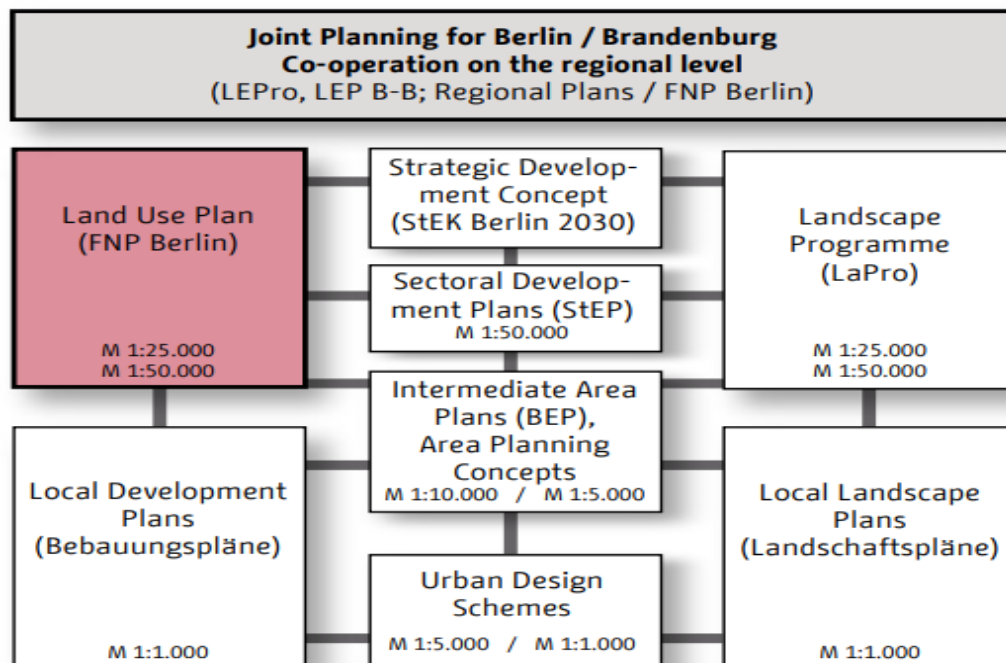 Joint Planning for Berlin / Brandenburg
Co-operation on the regional level
(LEPro, LEP B-B; Regional Plans / FNP Berlin)
Land Use Plan
(FNP Berlin)
M 1:25.000
M 1:50.000
Strategic Develop-
ment Concept
(StEK Berlin 2030)
Landscape
Programme
(LaPro)
M 1:25.000
M 1:50.000
Sectoral Develop-
ment Plans (StEP)
M 1:50.000
Intermediate Area
Plans (BEP),
Area Planning
Concepts
M 1:10.000 / M 1:5.000
Local Development
Plans
(Bebauungspläne)
M 1:1.000
Urban Design
Schemes
M 1:5.000 / M 1:1.000
Local Landscape
Plans
(Landschaftspläne)
M 1:1.000